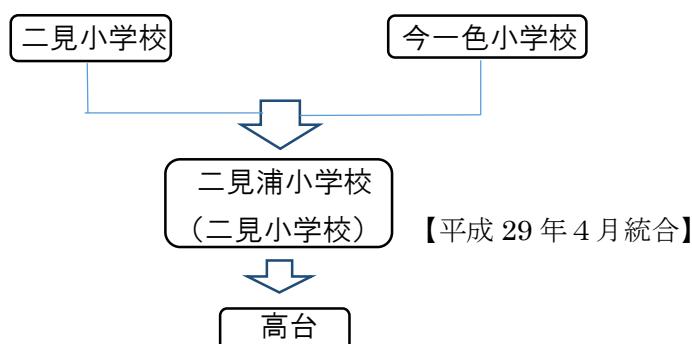 二見小学校
今一色小学校
二見浦小学校
（二見小学校）
【平成 29 年４月統合】
高台